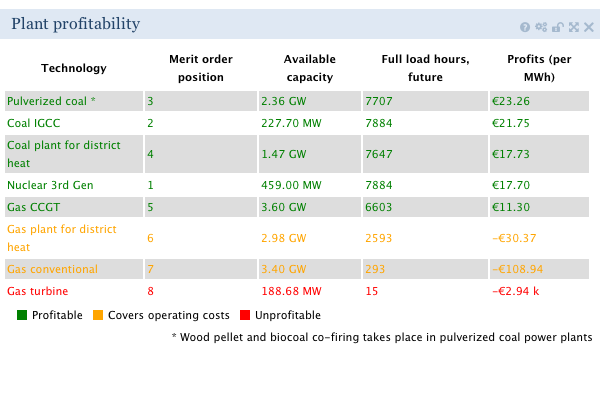 Plant profitability
Technology Merit order position Available capacity Full load hours, future Profits (per MWh)
Pulverized coal * 3 2.36 GW 7707 €23.26
Coal IGCC 2 227.70 MW 7884 €21.75
Coal plant for district heat 4 1.47 GW 7647 €17.73
Nuclear 3rd Gen 1 459.00 MW 7884 €17.70
Gas CCGT 5 3.60 GW 6603 €11.30
Gas plant for district heat 6 2.98 GW 2593 -€30.37
Gas conventional 7 3.40 GW 293 -€108.94
Gas turbine 8 188.68 MW 15 -€2.94 k
Profitable Covers operating costs Unprofitable
* Wood pellet and biocoal co-firing takes place in pulverized coal power plants